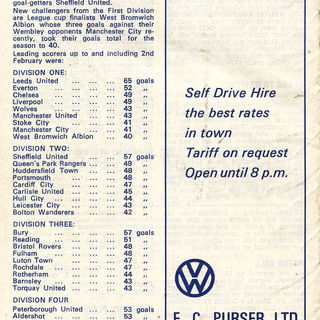 goal-getters Sheffield United.
New challengers from the First Division
are League cup finalists West Bromwich
Albion whose three goals against their
Wembley opponents Manchester City re-
cently, took their goals total for the
season to 40.
Leading scorers up to and including 2nd
February were:
DIVISION ONE:
Leeds United ... ... ... 65 goals
Everton ... ... ... 52 ,,
Chelsea ... ... ... 49 ,,
Liverpool ... ... ... 49 ,,
Wolves ... ... ... 43 ,,
Manchester United ... ... 43 ,,
Stoke City ... ... ... 41 ,,
Manchester City ... ... 41 ,,
West Bromwich Albion 40 ,,
DIVISION TWO:
Sheffield United ... ... 57 goals
Queen's Park Rangers ... 49 ,,
Huddersfield Town ... ... 48 ,,
Portsmouth ... ... ... 48 ,,
Cardiff City ... ... ... 47 ,,
Carlisle United ... ... 45 ,,
Hull City ... ... ... 44 ,,
Leicester City ... ... ... 43 ,,
Bolton Wanderers ... ... 42 ,,
DIVISION THREE:
Bury ... ... ... ... 57 goals
Reading ... ... ... 51 ,,
Bristol Rovers ... ... 48 ,,
Fulham ... ... ... 48 ,,
Luton Town ... ... ... 47 ,,
Rochdale ... ... ... 47 ,,
Rotherham ... ... ... 44 ,,
Barnsley ... ... ... 43 ,,
Torquay United ... ... 43 ,,
DIVISION FOUR
Peterborough United ... 53 goals
Aldershot ... ... ... 53 ,,
Self Drive Hire
the best rates
in town
Tariff on request
Open until 8 p.m.
VW
F. C. PURSER LTD